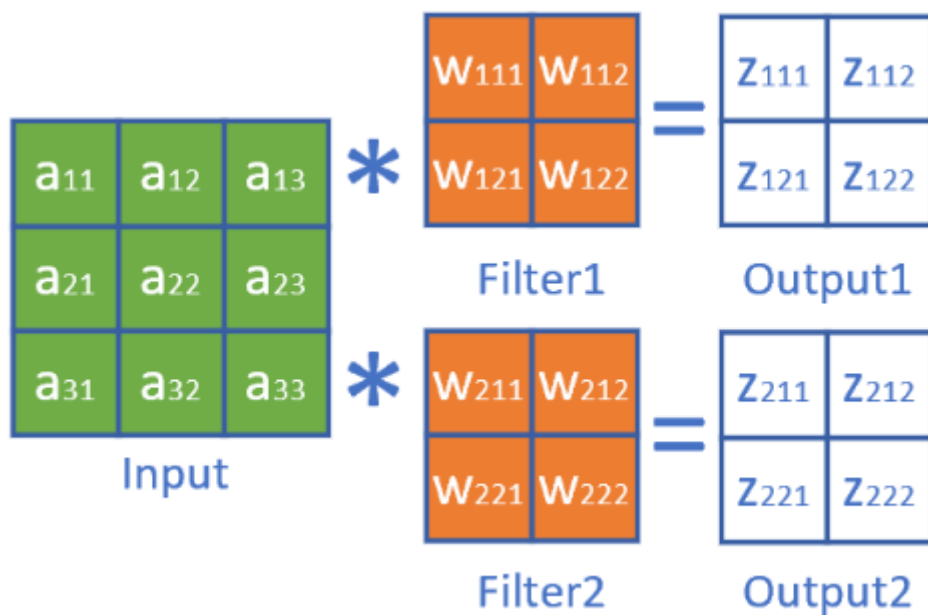 w111 w112
z111 z112
=
a11 a12 a13
*
w121 w122
z121 z122
a21 a22 a23
Filter1
Output1
a31 a32 a33
*
w211 w212
z211 z212
=
Input
w221 w222
z221 z222
Filter2
Output2